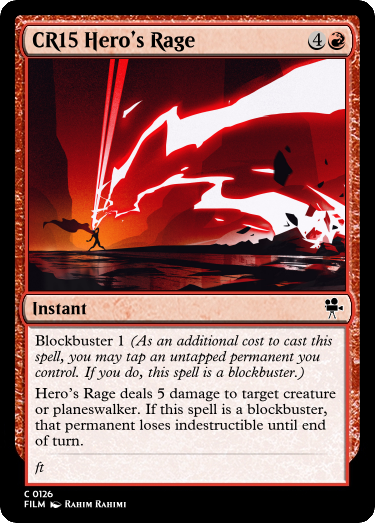 CR15 Hero's Rage 4
Instant
Blockbuster 1 (As an additional cost to cast this
spell, you may tap an untapped permanent you
control. If you do, this spell is a blockbuster.)
Hero's Rage deals 5 damage to target creature
or planeswalker. If this spell is a blockbuster,
that permanent loses indestructible until end
of turn.
ft
C 0126
FILM Rahim Rahimi